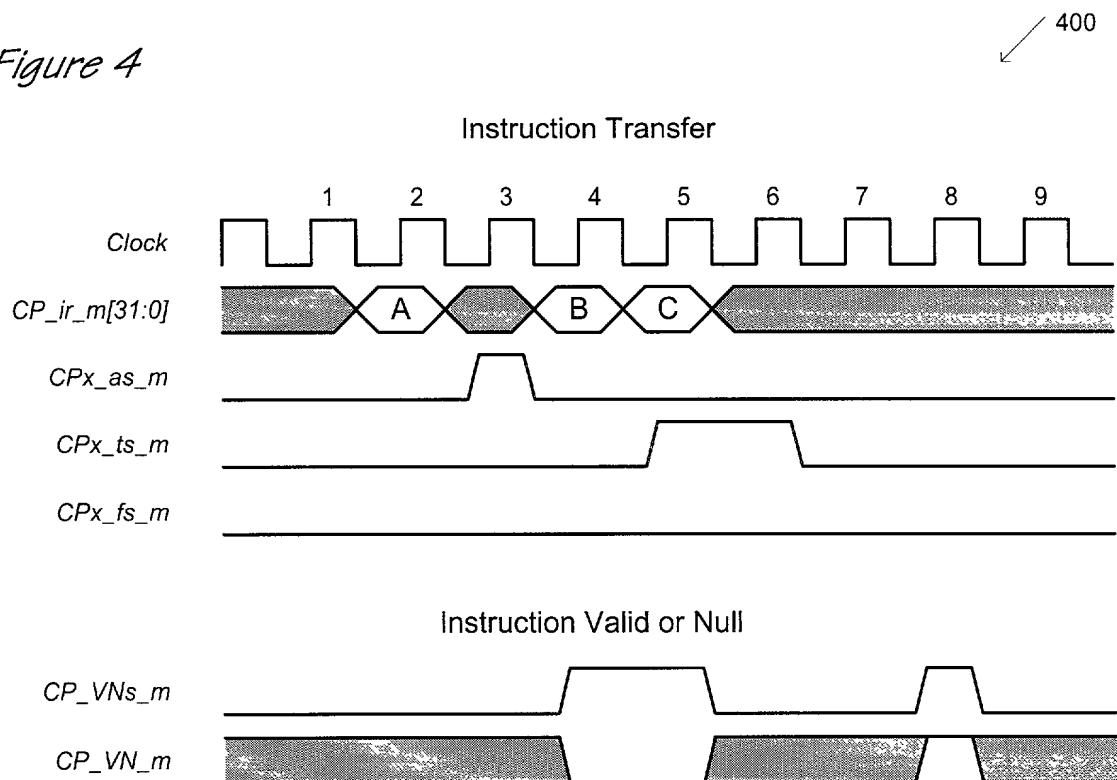 400
Figure 4
Instruction Transfer
1 2 3 4 5 6 7 8 9
Clock
CP_ir_m[31:0] A B C
CPx_as_m
CPx_ts_m
CPx_fs_m
Instruction Valid or Null
CP_VNs_m
CP_VN_m